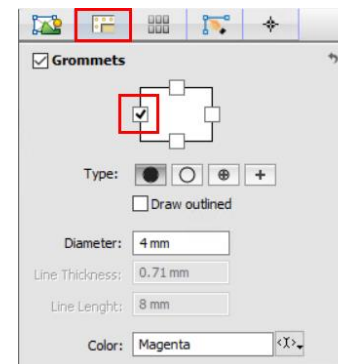 Grommets
Type:
Draw outlined
Diameter: 4 mm
Line Thickness: 0.71 mm
Line Lenght: 8 mm
Color: Magenta